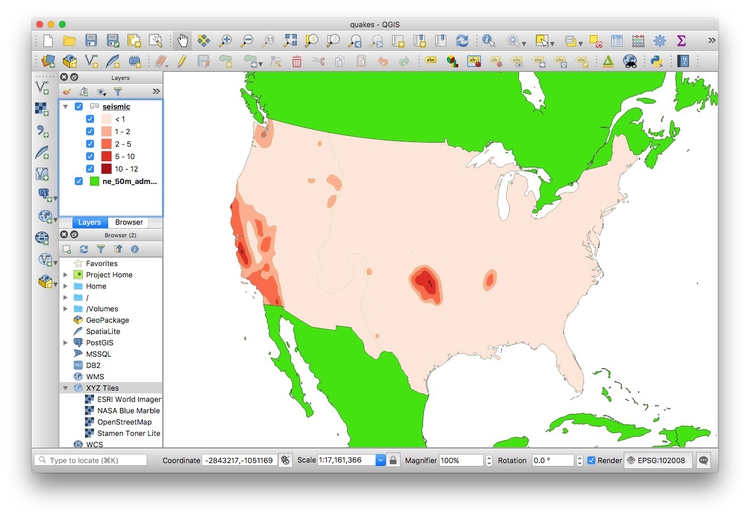 quakes — QGIS
Layers
seismic
< 1
1 - 2
2 - 5
5 - 10
10 - 12
ne_50m_adm...
Layers
Browser
Browser (2)
Favorites
Project Home
Home
/
/Volumes
GeoPackage
SpatiaLite
PostGIS
MSSQL
DB2
WMS
XYZ Tiles
ESRI World Imager
NASA Blue Marble
OpenStreetMap
Stamen Toner Lite
WCS
Type to locate (⌘K)
Coordinate -2843217,-1051169 Scale 1:17,161,366 Magnifier 100% Rotation 0.0 ° Render EPSG:102008